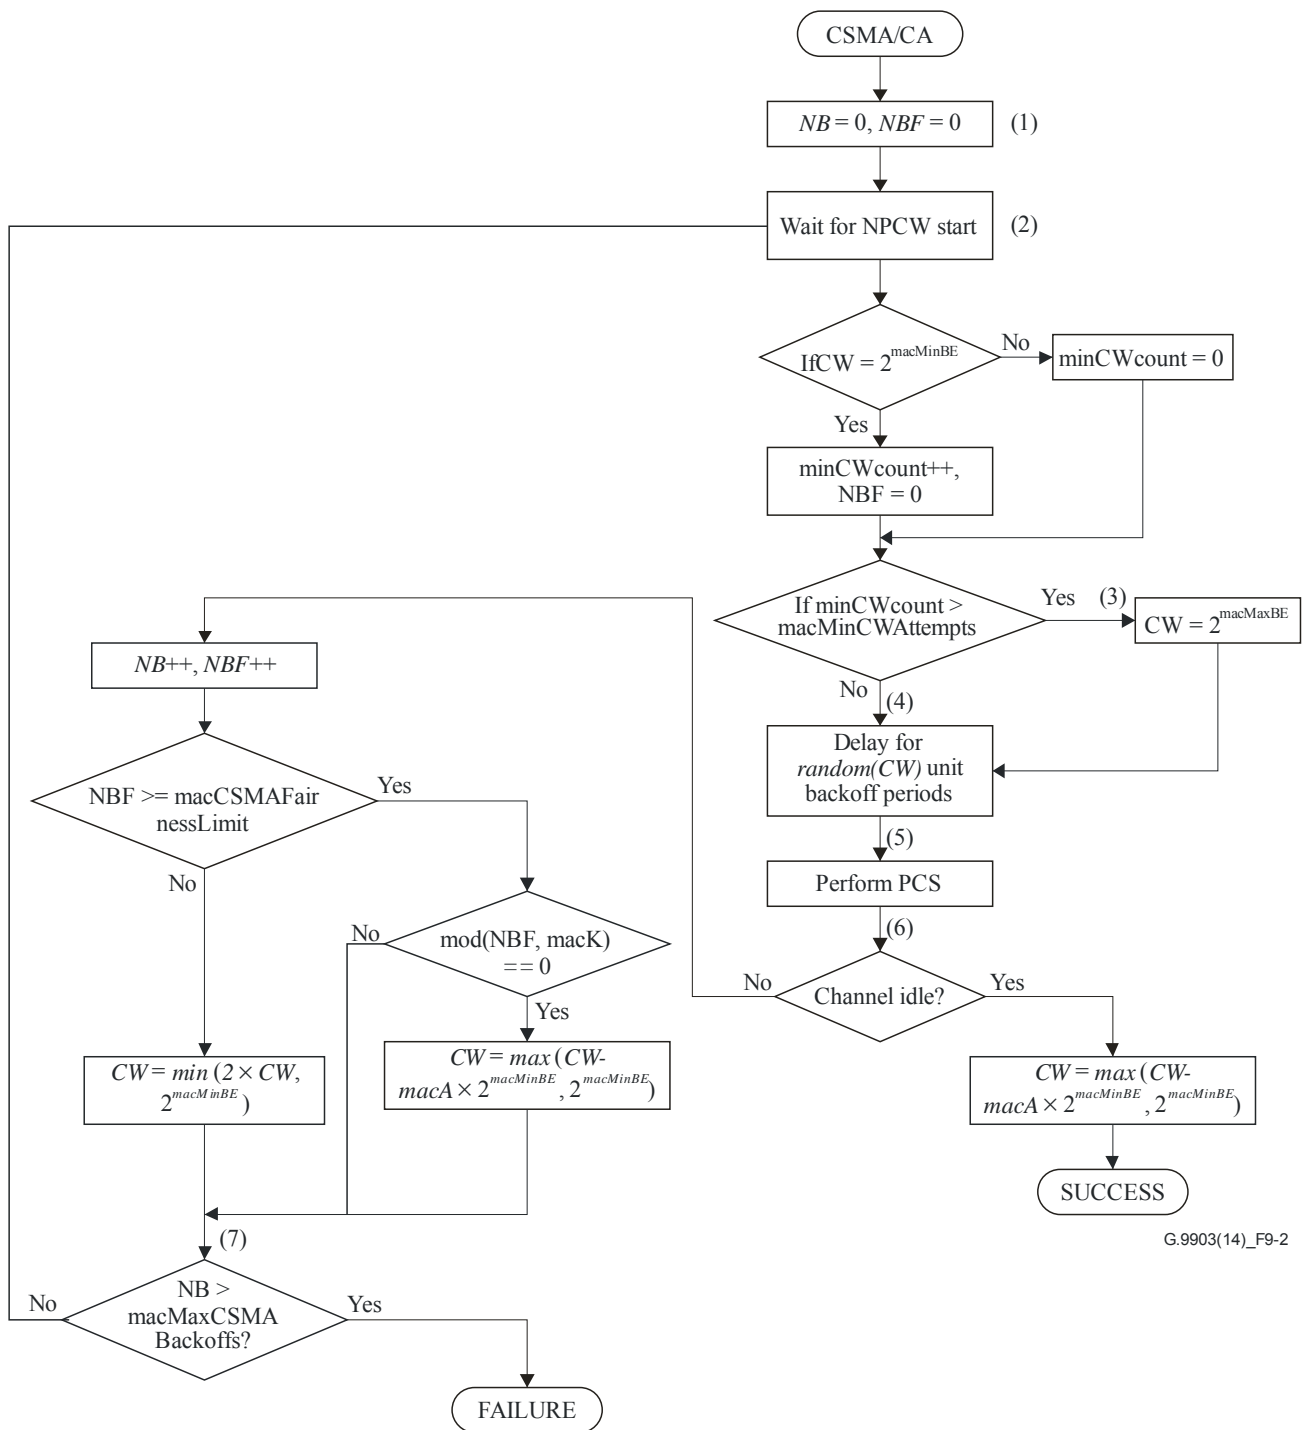 CSMA/CA
NB = 0, NBF = 0
(1)
Wait for NPCW start
(2)
IfCW = 2^macMinBE
No
minCWcount = 0
Yes
minCWcount++,
NBF = 0
If minCWcount >
macMinCWAttempts
Yes
(3)
CW = 2^macMaxBE
No
(4)
Delay for
random(CW) unit
backoff periods
(5)
Perform PCS
(6)
Channel idle?
No
Yes
CW = max (CW-
macA × 2^macMinBE, 2^macMinBE)
SUCCESS
NB++, NBF++
NBF >= macCSMAFair
nessLimit
Yes
No
mod(NBF, macK)
== 0
No
Yes
CW = max (CW-
macA × 2^macMinBE, 2^macMinBE)
CW = min (2 × CW,
2^macMinBE)
(7)
NB >
macMaxCSMA
Backoffs?
No
Yes
FAILURE
G.9903(14)_F9-2